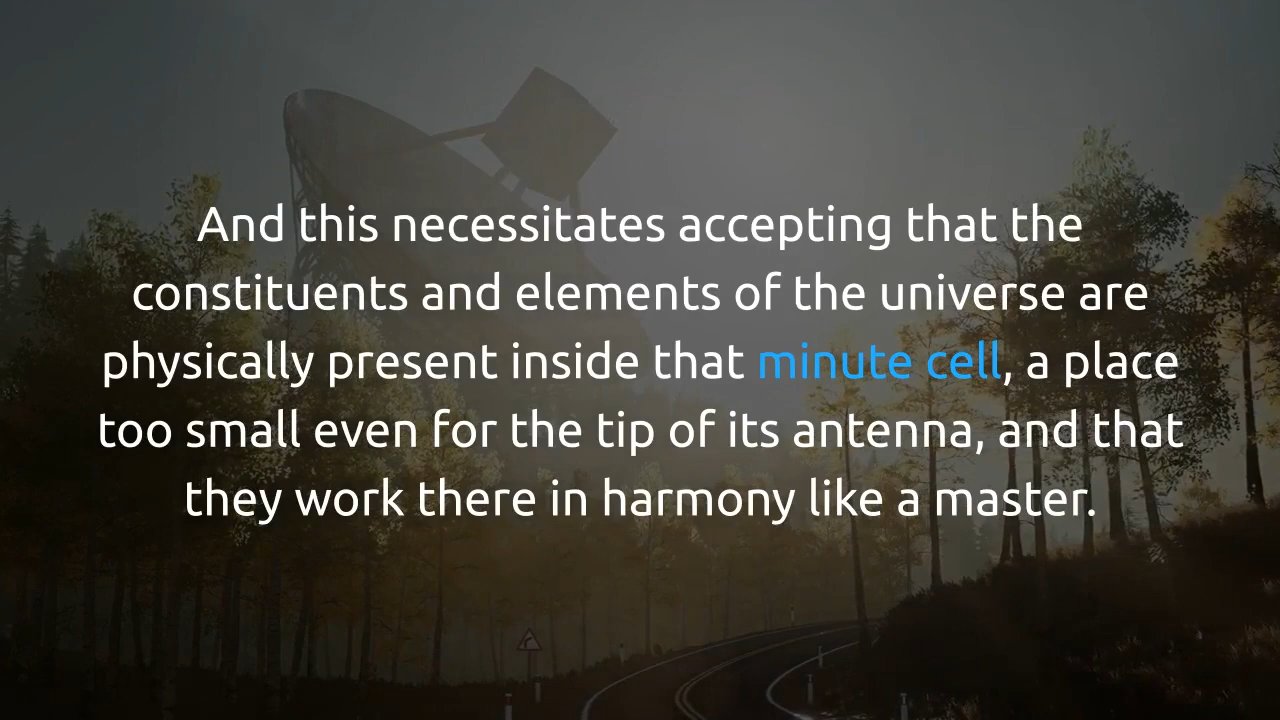 And this necessitates accepting that the
constituents and elements of the universe are
physically present inside that minute cell, a place
too small even for the tip of its antenna, and that
they work there in harmony like a master.